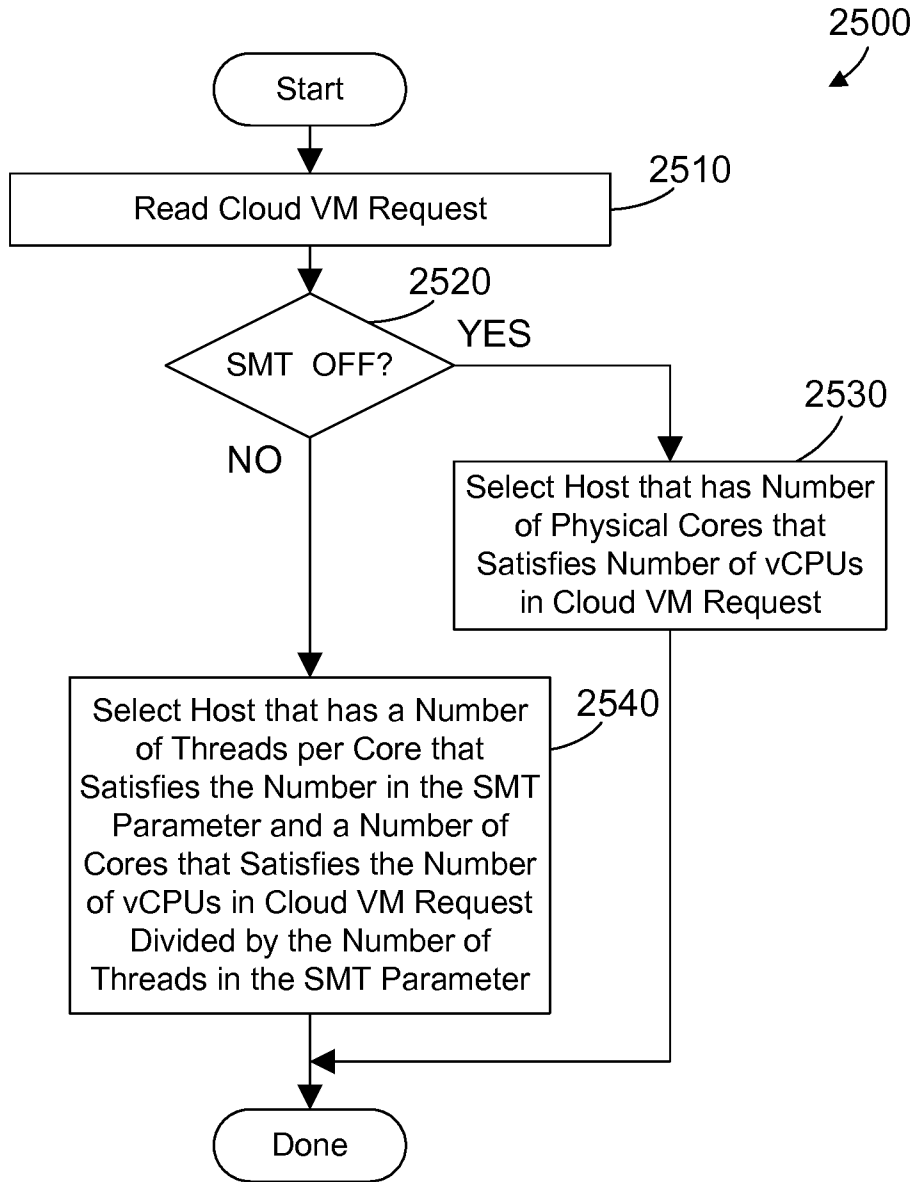 2500
Start
2510
Read Cloud VM Request
2520
SMT OFF?
YES
NO
2530
Select Host that has Number
of Physical Cores that
Satisfies Number of vCPUs
in Cloud VM Request
2540
Select Host that has a Number
of Threads per Core that
Satisfies the Number in the SMT
Parameter and a Number of
Cores that Satisfies the Number
of vCPUs in Cloud VM Request
Divided by the Number of
Threads in the SMT Parameter
Done